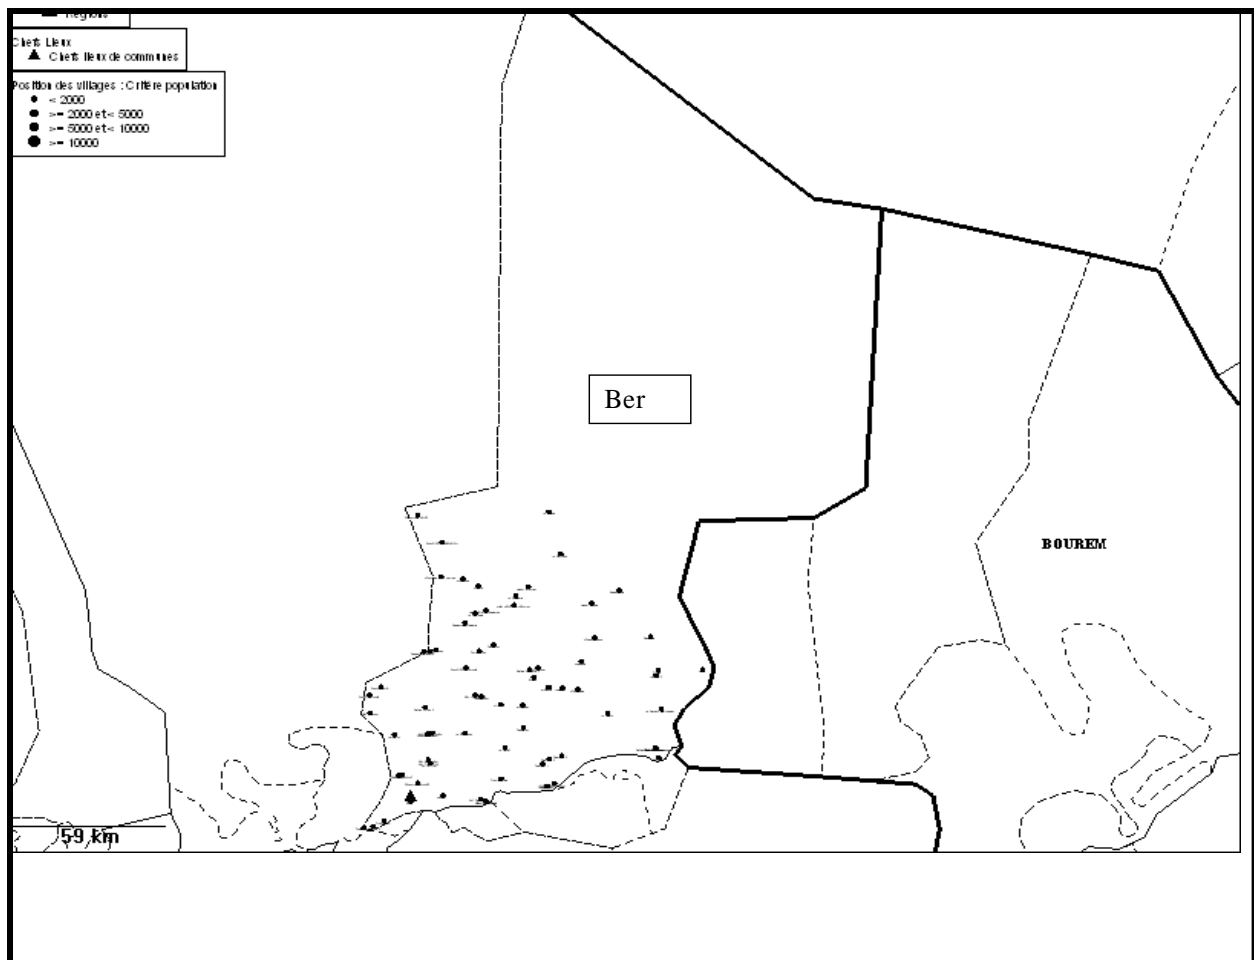 Regions
Chefs Lieux
Chefs lieux de communes
Position des villages : Critère population
< 2000
>= 2000 et < 5000
>= 5000 et < 10000
>= 10000
Ber
BOUREM
59 km